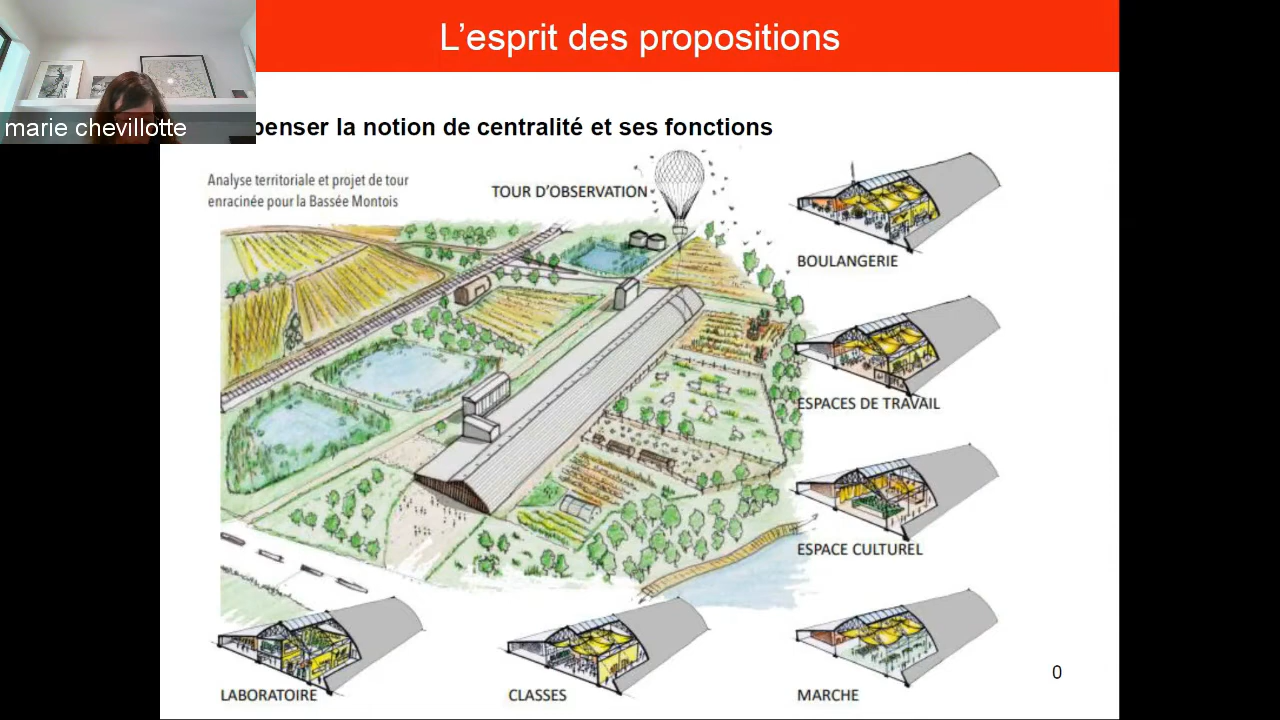 L'esprit des propositions
marie chevillotte
penser la notion de centralité et ses fonctions
Analyse territoriale et projet de tour
enracinée pour la Bassée Montois
TOUR D'OBSERVATION
BOULANGERIE
ESPACES DE TRAVAIL
ESPACE CULTUREL
LABORATOIRE
CLASSES
MARCHE
0